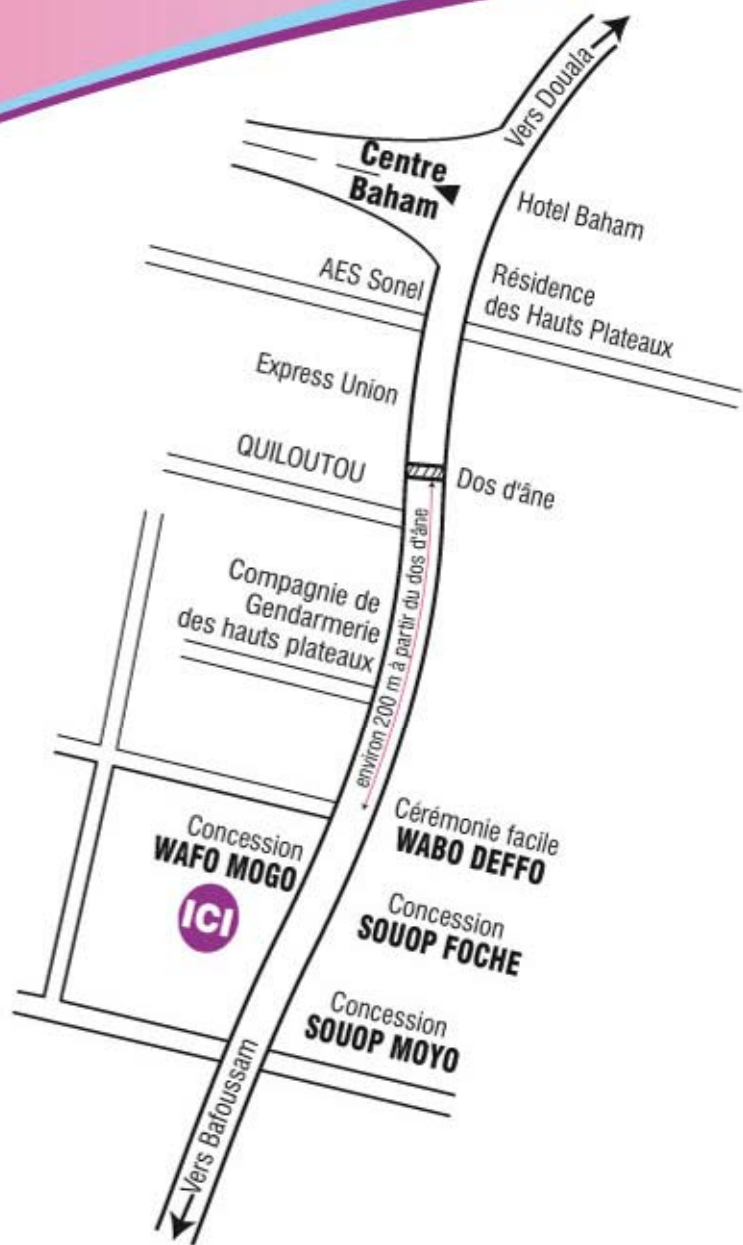 Vers Douala
Centre
Baham
Hotel Baham
AES Sonel
Résidence
des Hauts Plateaux
Express Union
QUILOUTOU
Dos d'âne
environ 200 m à partir du dos d'âne
Compagnie de
Gendarmerie
des hauts plateaux
Concession
WAFO MOGO
ICI
Cérémonie facile
WABO DEFFO
Concession
SOUOP FOCHE
Concession
SOUOP MOYO
Vers Bafoussam